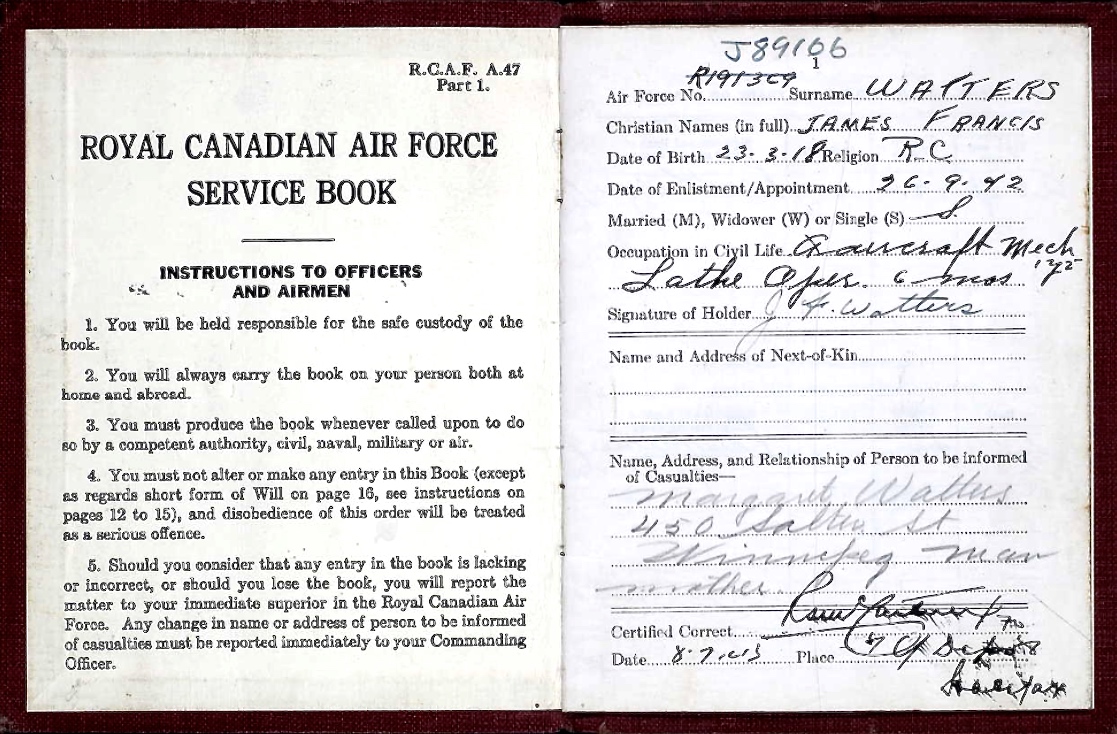 R.C.A.F. A.47
Part 1.
ROYAL CANADIAN AIR FORCE
SERVICE BOOK
INSTRUCTIONS TO OFFICERS
AND AIRMEN
1. You will be held responsible for the safe custody of the
book.
2. You will always carry the book on your person both at
home and abroad.
3. You must produce the book whenever called upon to do
so by a competent authority, civil, naval, military or air.
4. You must not alter or make any entry in this Book (except
as regards short form of Will on page 16, see instructions on
pages 12 to 15), and disobedience of this order will be treated
as a serious offence.
5. Should you consider that any entry in the book is lacking
or incorrect, or should you lose the book, you will report the
matter to your immediate superior in the Royal Canadian Air
Force. Any change in name or address of person to be informed
of casualties must be reported immediately to your Commanding
Officer.
J89166
1
Air Force No. Surname WATTERS
Christian Names (in full) JAMES FRANCIS
Date of Birth 23-3-18 Religion R.C.
Date of Enlistment/Appointment 26-9-42
Married (M), Widower (W) or Single (S) S.
Occupation in Civil Life Aircraft Mech
Lathe Oper. 6 mos
Signature of Holder J F. Watters
Name and Address of Next-of-Kin
Name, Address, and Relationship of Person to be informed
of Casualties—
Margaret Watters
450 Salter St
Winnipeg Man
mother
Certified Correct
Date 8.7.43 Place
Halifax